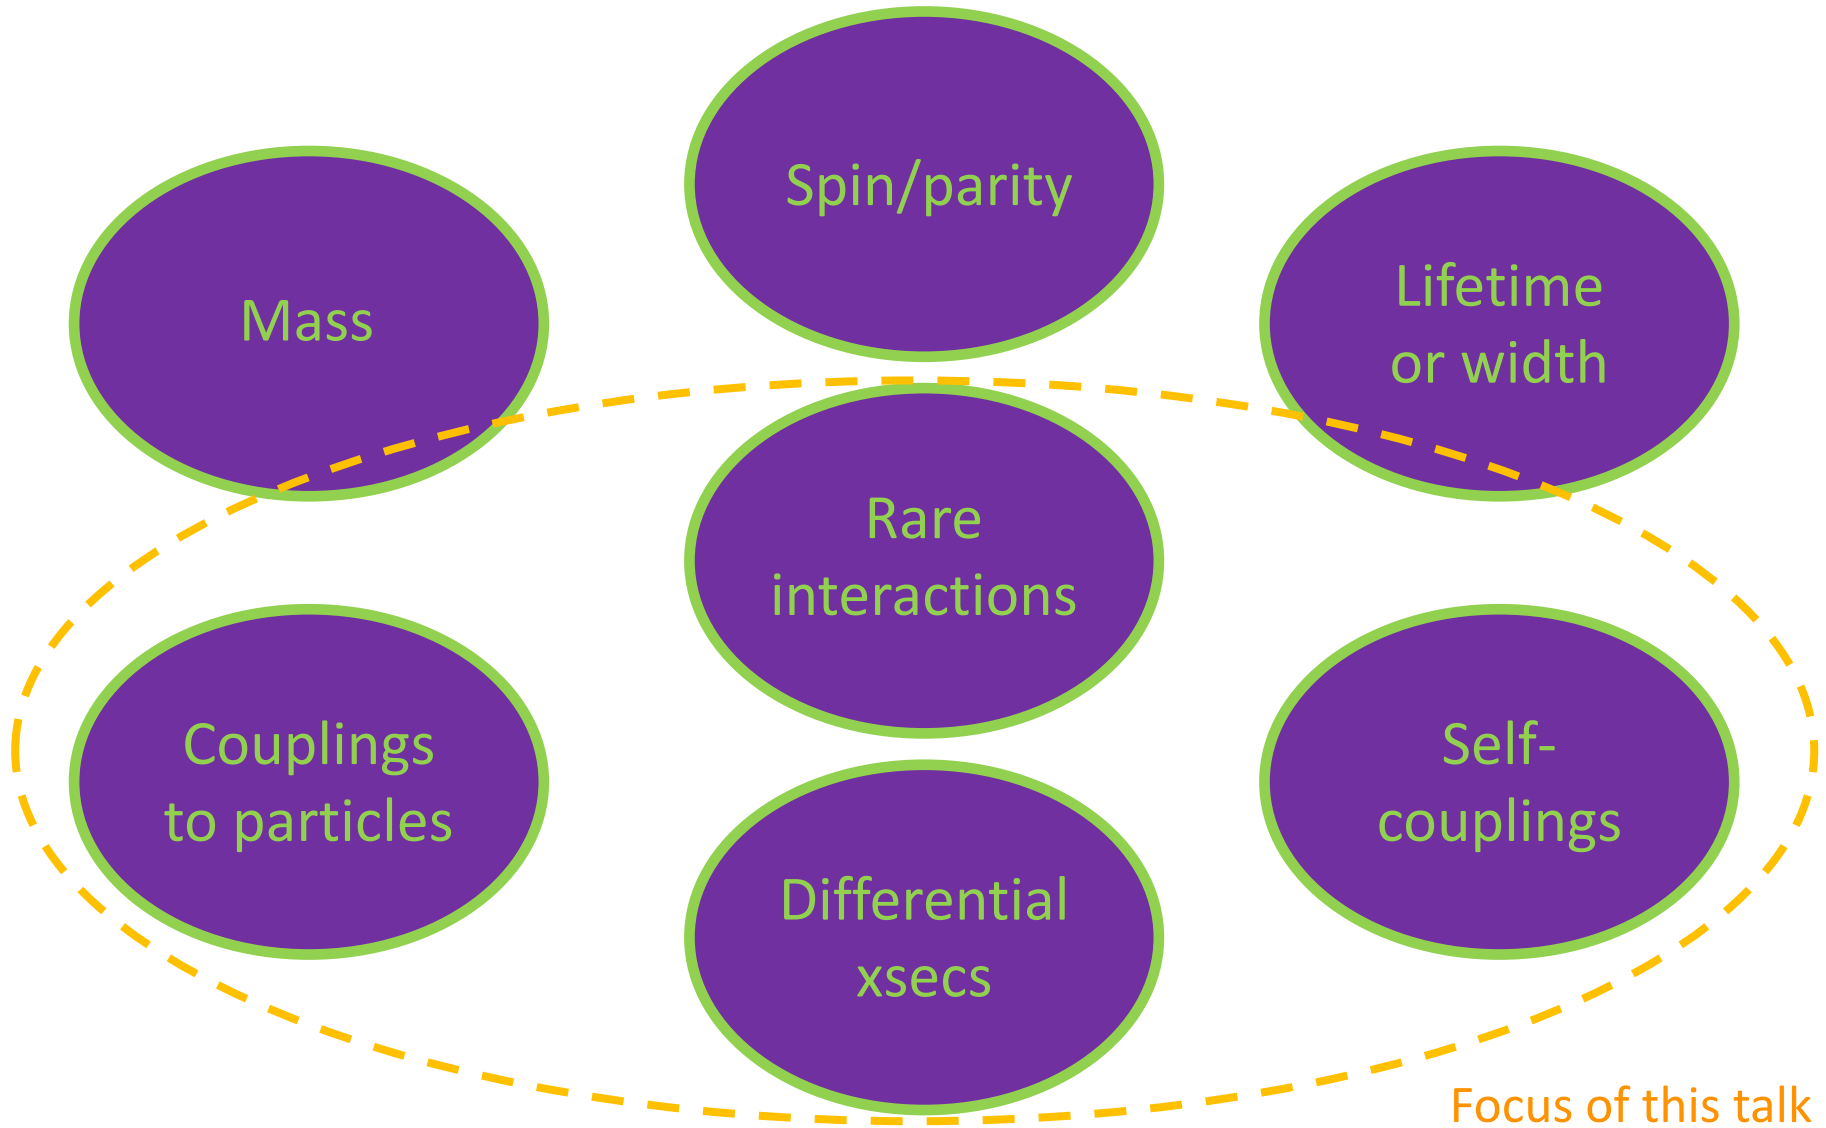 Spin/parity
Mass
Lifetime
or width
Rare
interactions
Couplings
to particles
Self-
couplings
Differential
xsecs
Focus of this talk